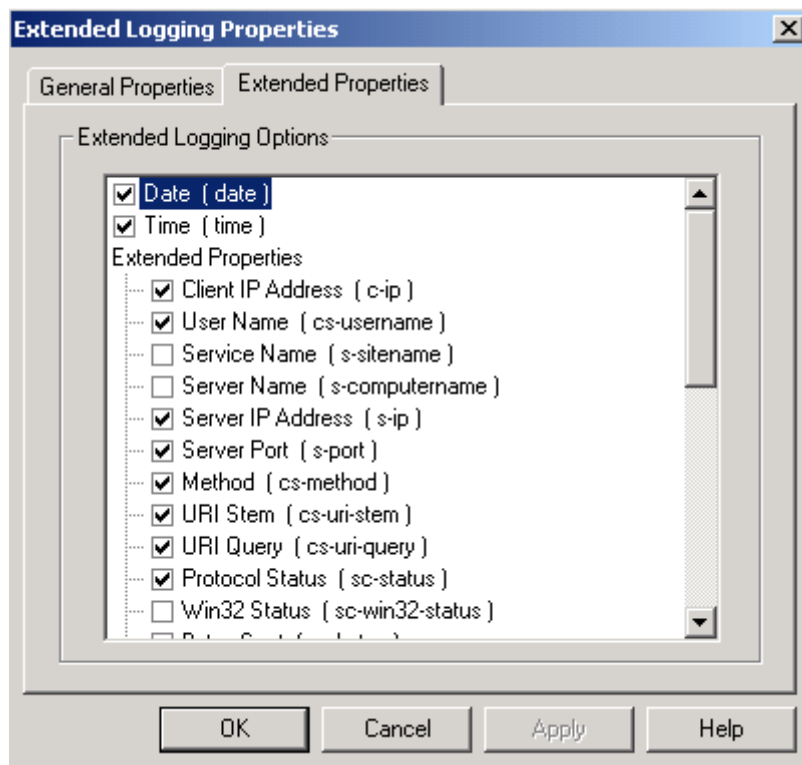 Extended Logging Properties
General Properties Extended Properties
Extended Logging Options
Date ( date )
Time ( time )
Extended Properties
Client IP Address ( c-ip )
User Name ( cs-username )
Service Name ( s-sitename )
Server Name ( s-computername )
Server IP Address ( s-ip )
Server Port ( s-port )
Method ( cs-method )
URI Stem ( cs-uri-stem )
URI Query ( cs-uri-query )
Protocol Status ( sc-status )
Win32 Status ( sc-win32-status )
OK Cancel Apply Help